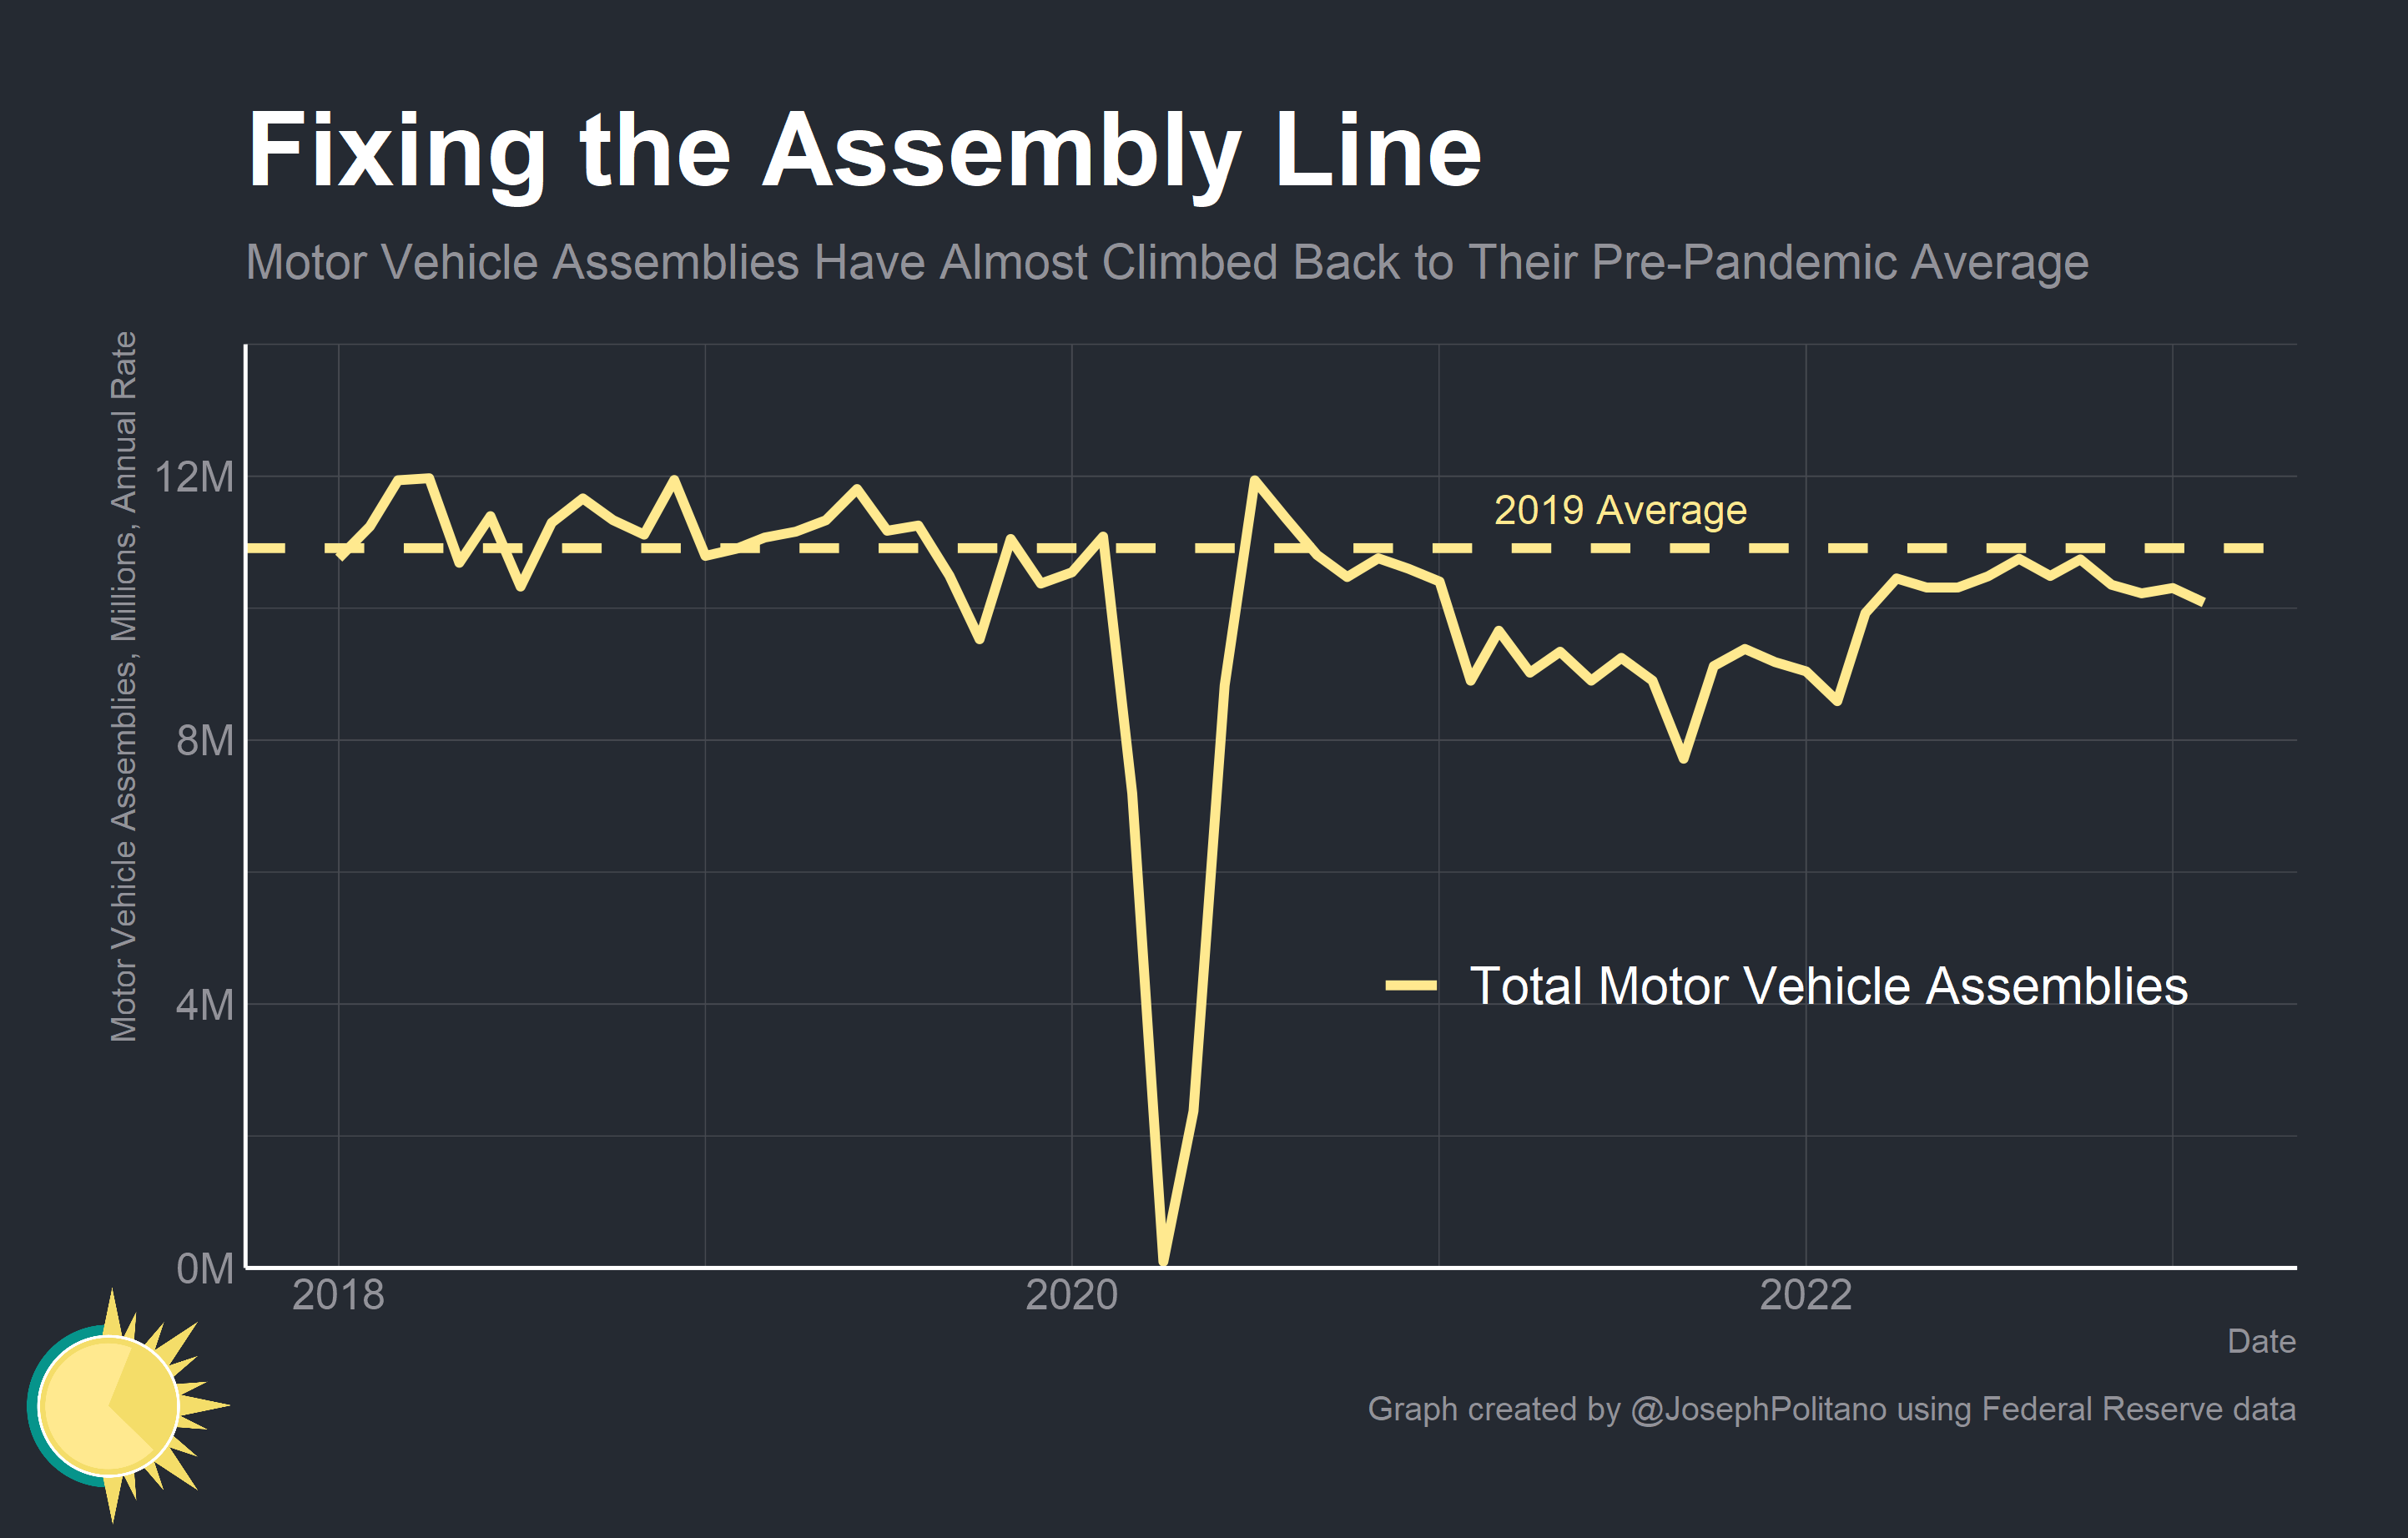 Fixing the Assembly Line
Motor Vehicle Assemblies Have Almost Climbed Back to Their Pre-Pandemic Average
Motor Vehicle Assemblies, Millions, Annual Rate
12M
8M
4M
0M
2019 Average
Total Motor Vehicle Assemblies
2018
2020
2022
Date
Graph created by @JosephPolitano using Federal Reserve data